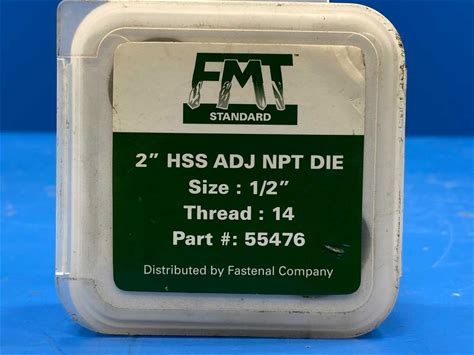 FMT
STANDARD
2” HSS ADJ NPT DIE
Size : 1/2”
Thread : 14
Part #: 55476
Distributed by Fastenal Company